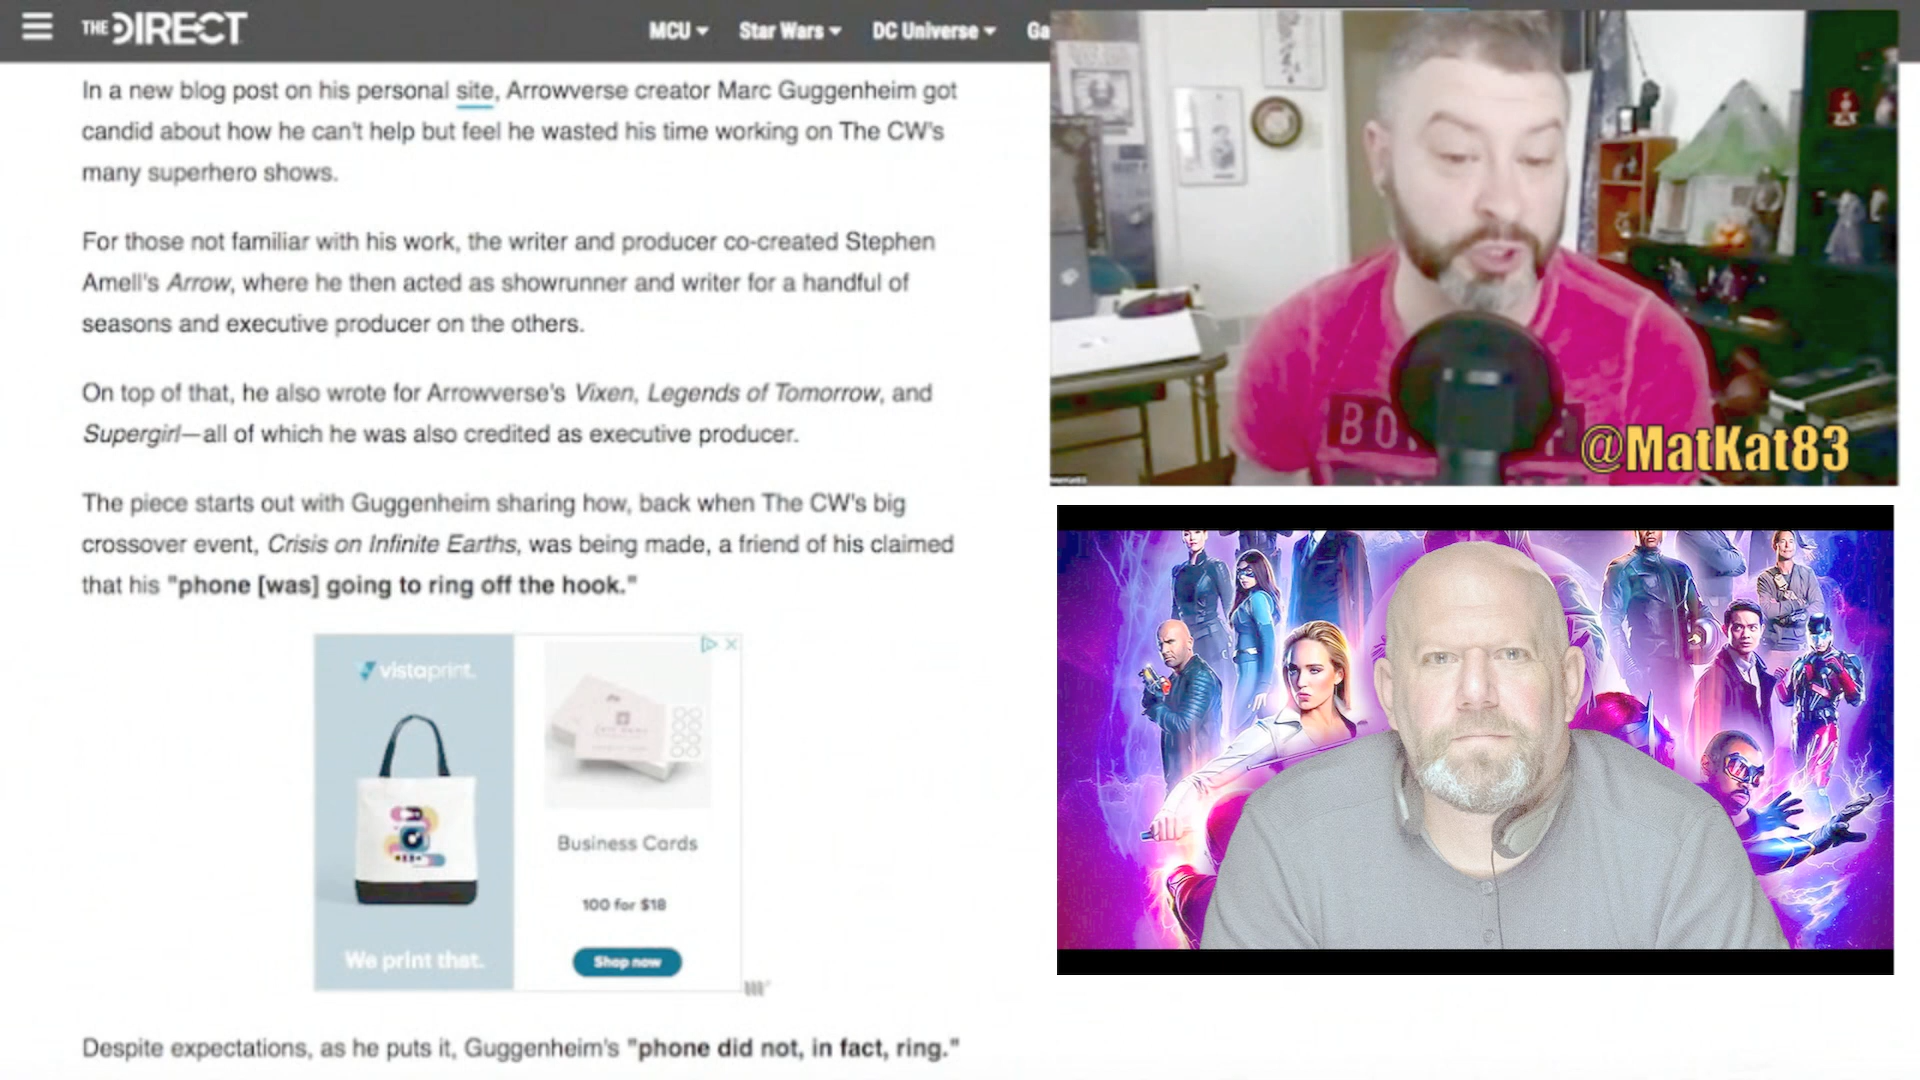 THE DIRECT
MCU Star Wars DC Universe Ga
In a new blog post on his personal site, Arrowverse creator Marc Guggenheim got
candid about how he can't help but feel he wasted his time working on The CW's
many superhero shows.
For those not familiar with his work, the writer and producer co-created Stephen
Amell's Arrow, where he then acted as showrunner and writer for a handful of
seasons and executive producer on the others.
On top of that, he also wrote for Arrowverse's Vixen, Legends of Tomorrow, and
Supergirl—all of which he was also credited as executive producer.
The piece starts out with Guggenheim sharing how, back when The CW's big
crossover event, Crisis on Infinite Earths, was being made, a friend of his claimed
that his "phone [was] going to ring off the hook."
vistaprint.
We print that.
Business Cards
100 for $18
Shop now
Despite expectations, as he puts it, Guggenheim's "phone did not, in fact, ring."
BO
@MatKat83